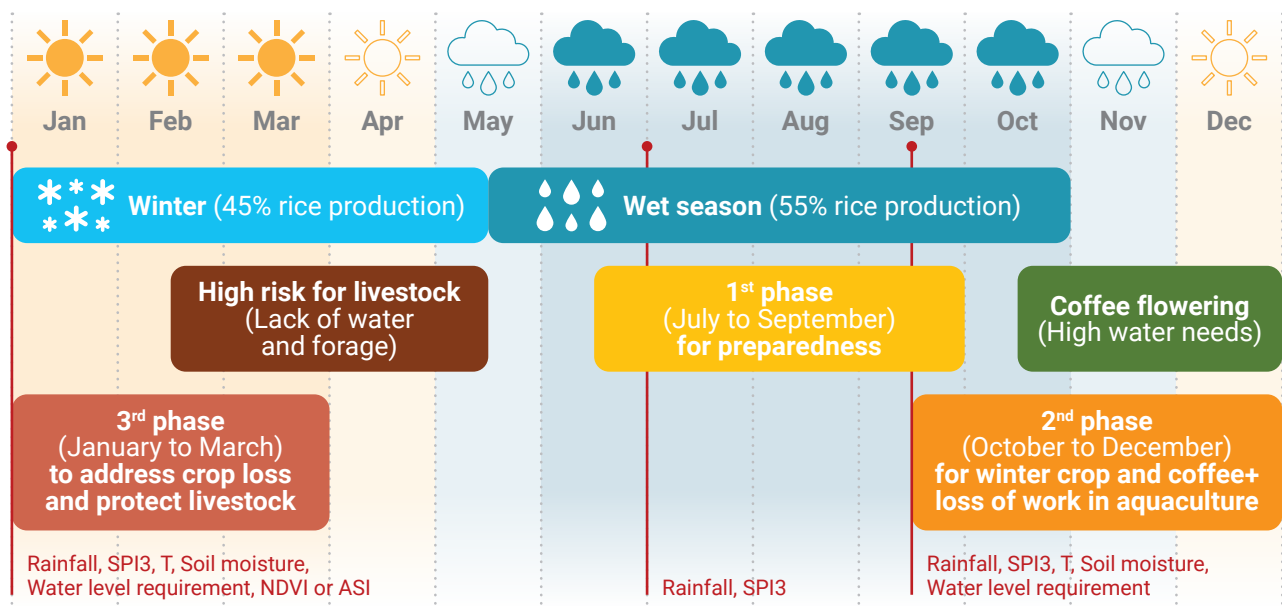 Jan Feb Mar Apr May Jun Jul Aug Sep Oct Nov Dec
Winter (45% rice production)
Wet season (55% rice production)
High risk for livestock
(Lack of water
and forage)
1st phase
(July to September)
for preparedness
Coffee flowering
(High water needs)
3rd phase
(January to March)
to address crop loss
and protect livestock
2nd phase
(October to December)
for winter crop and coffee+
loss of work in aquaculture
Rainfall, SPI3, T, Soil moisture,
Water level requirement, NDVI or ASI
Rainfall, SPI3
Rainfall, SPI3, T, Soil moisture,
Water level requirement